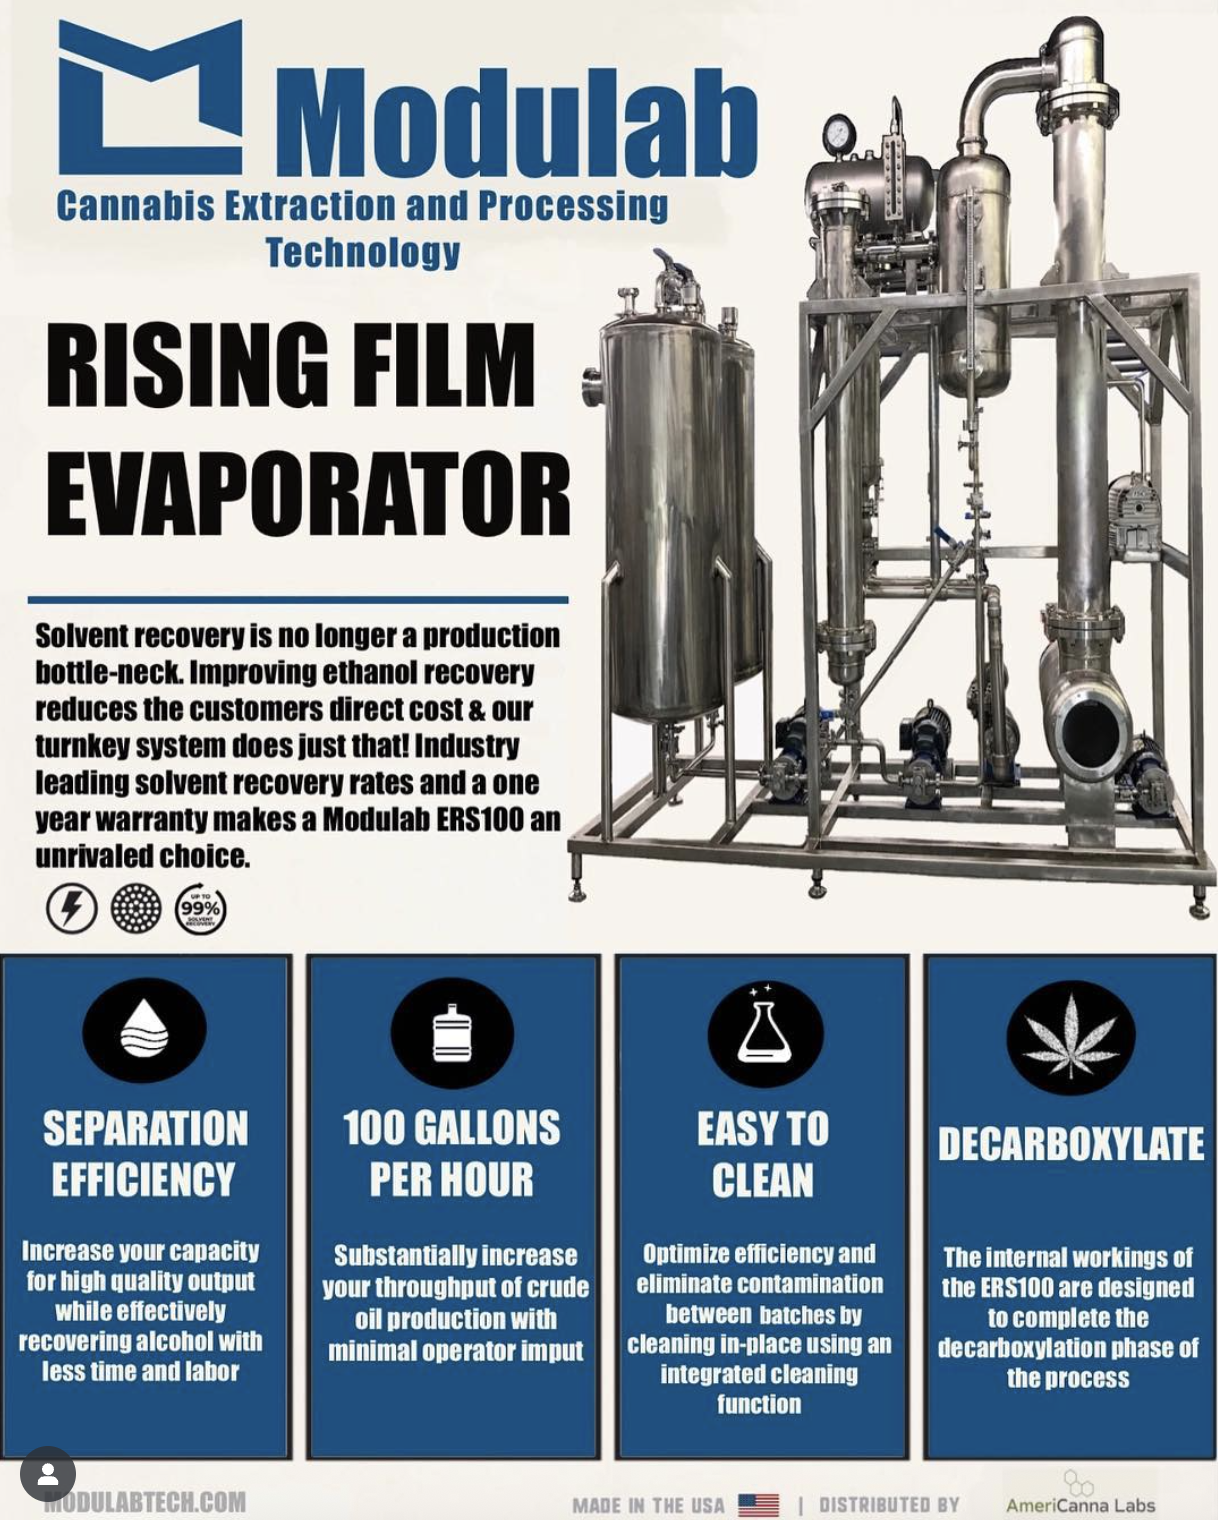 Modulab
Cannabis Extraction and Processing
Technology
RISING FILM
EVAPORATOR
Solvent recovery is no longer a production
bottle-neck. Improving ethanol recovery
reduces the customers direct cost & our
turnkey system does just that! Industry
leading solvent recovery rates and a one
year warranty makes a Modulab ERS100 an
unrivaled choice.
UP TO
99%
SOLVENT
RECOVERY
SEPARATION
EFFICIENCY
Increase your capacity
for high quality output
while effectively
recovering alcohol with
less time and labor
100 GALLONS
PER HOUR
Substantially increase
your throughput of crude
oil production with
minimal operator imput
EASY TO
CLEAN
Optimize efficiency and
eliminate contamination
between batches by
cleaning in-place using an
integrated cleaning
function
DECARBOXYLATE
The internal workings of
the ERS100 are designed
to complete the
decarboxylation phase of
the process
MODULABTECH.COM
MADE IN THE USA | DISTRIBUTED BY
AmeriCanna Labs